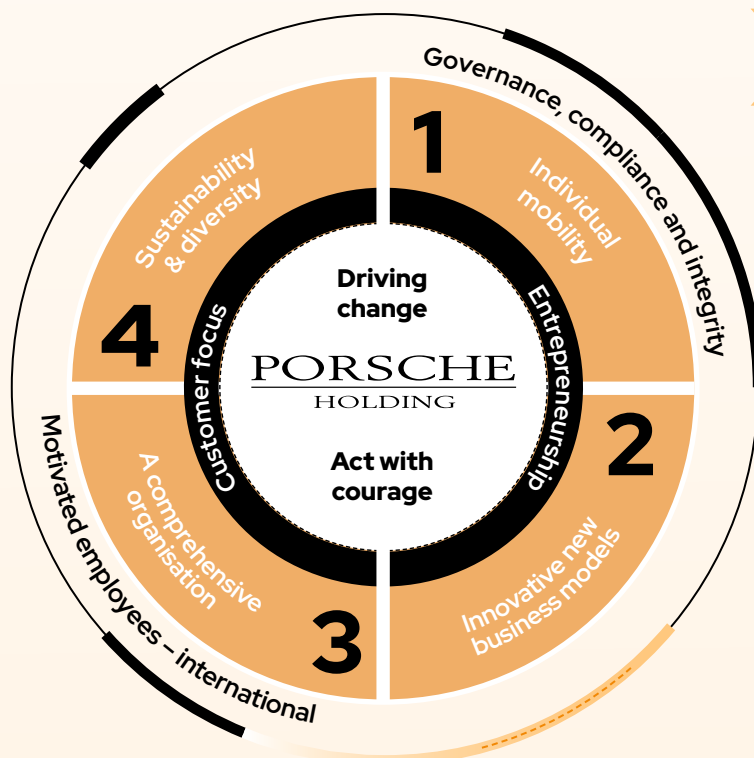 Governance, compliance and integrity
1
Individual
mobility
2
Innovative new
business models
3
A comprehensive
organisation
4
Sustainability
& diversity
Customer focus
Entrepreneurship
Driving
change
PORSCHE
HOLDING
Act with
courage
Motivated employees – international